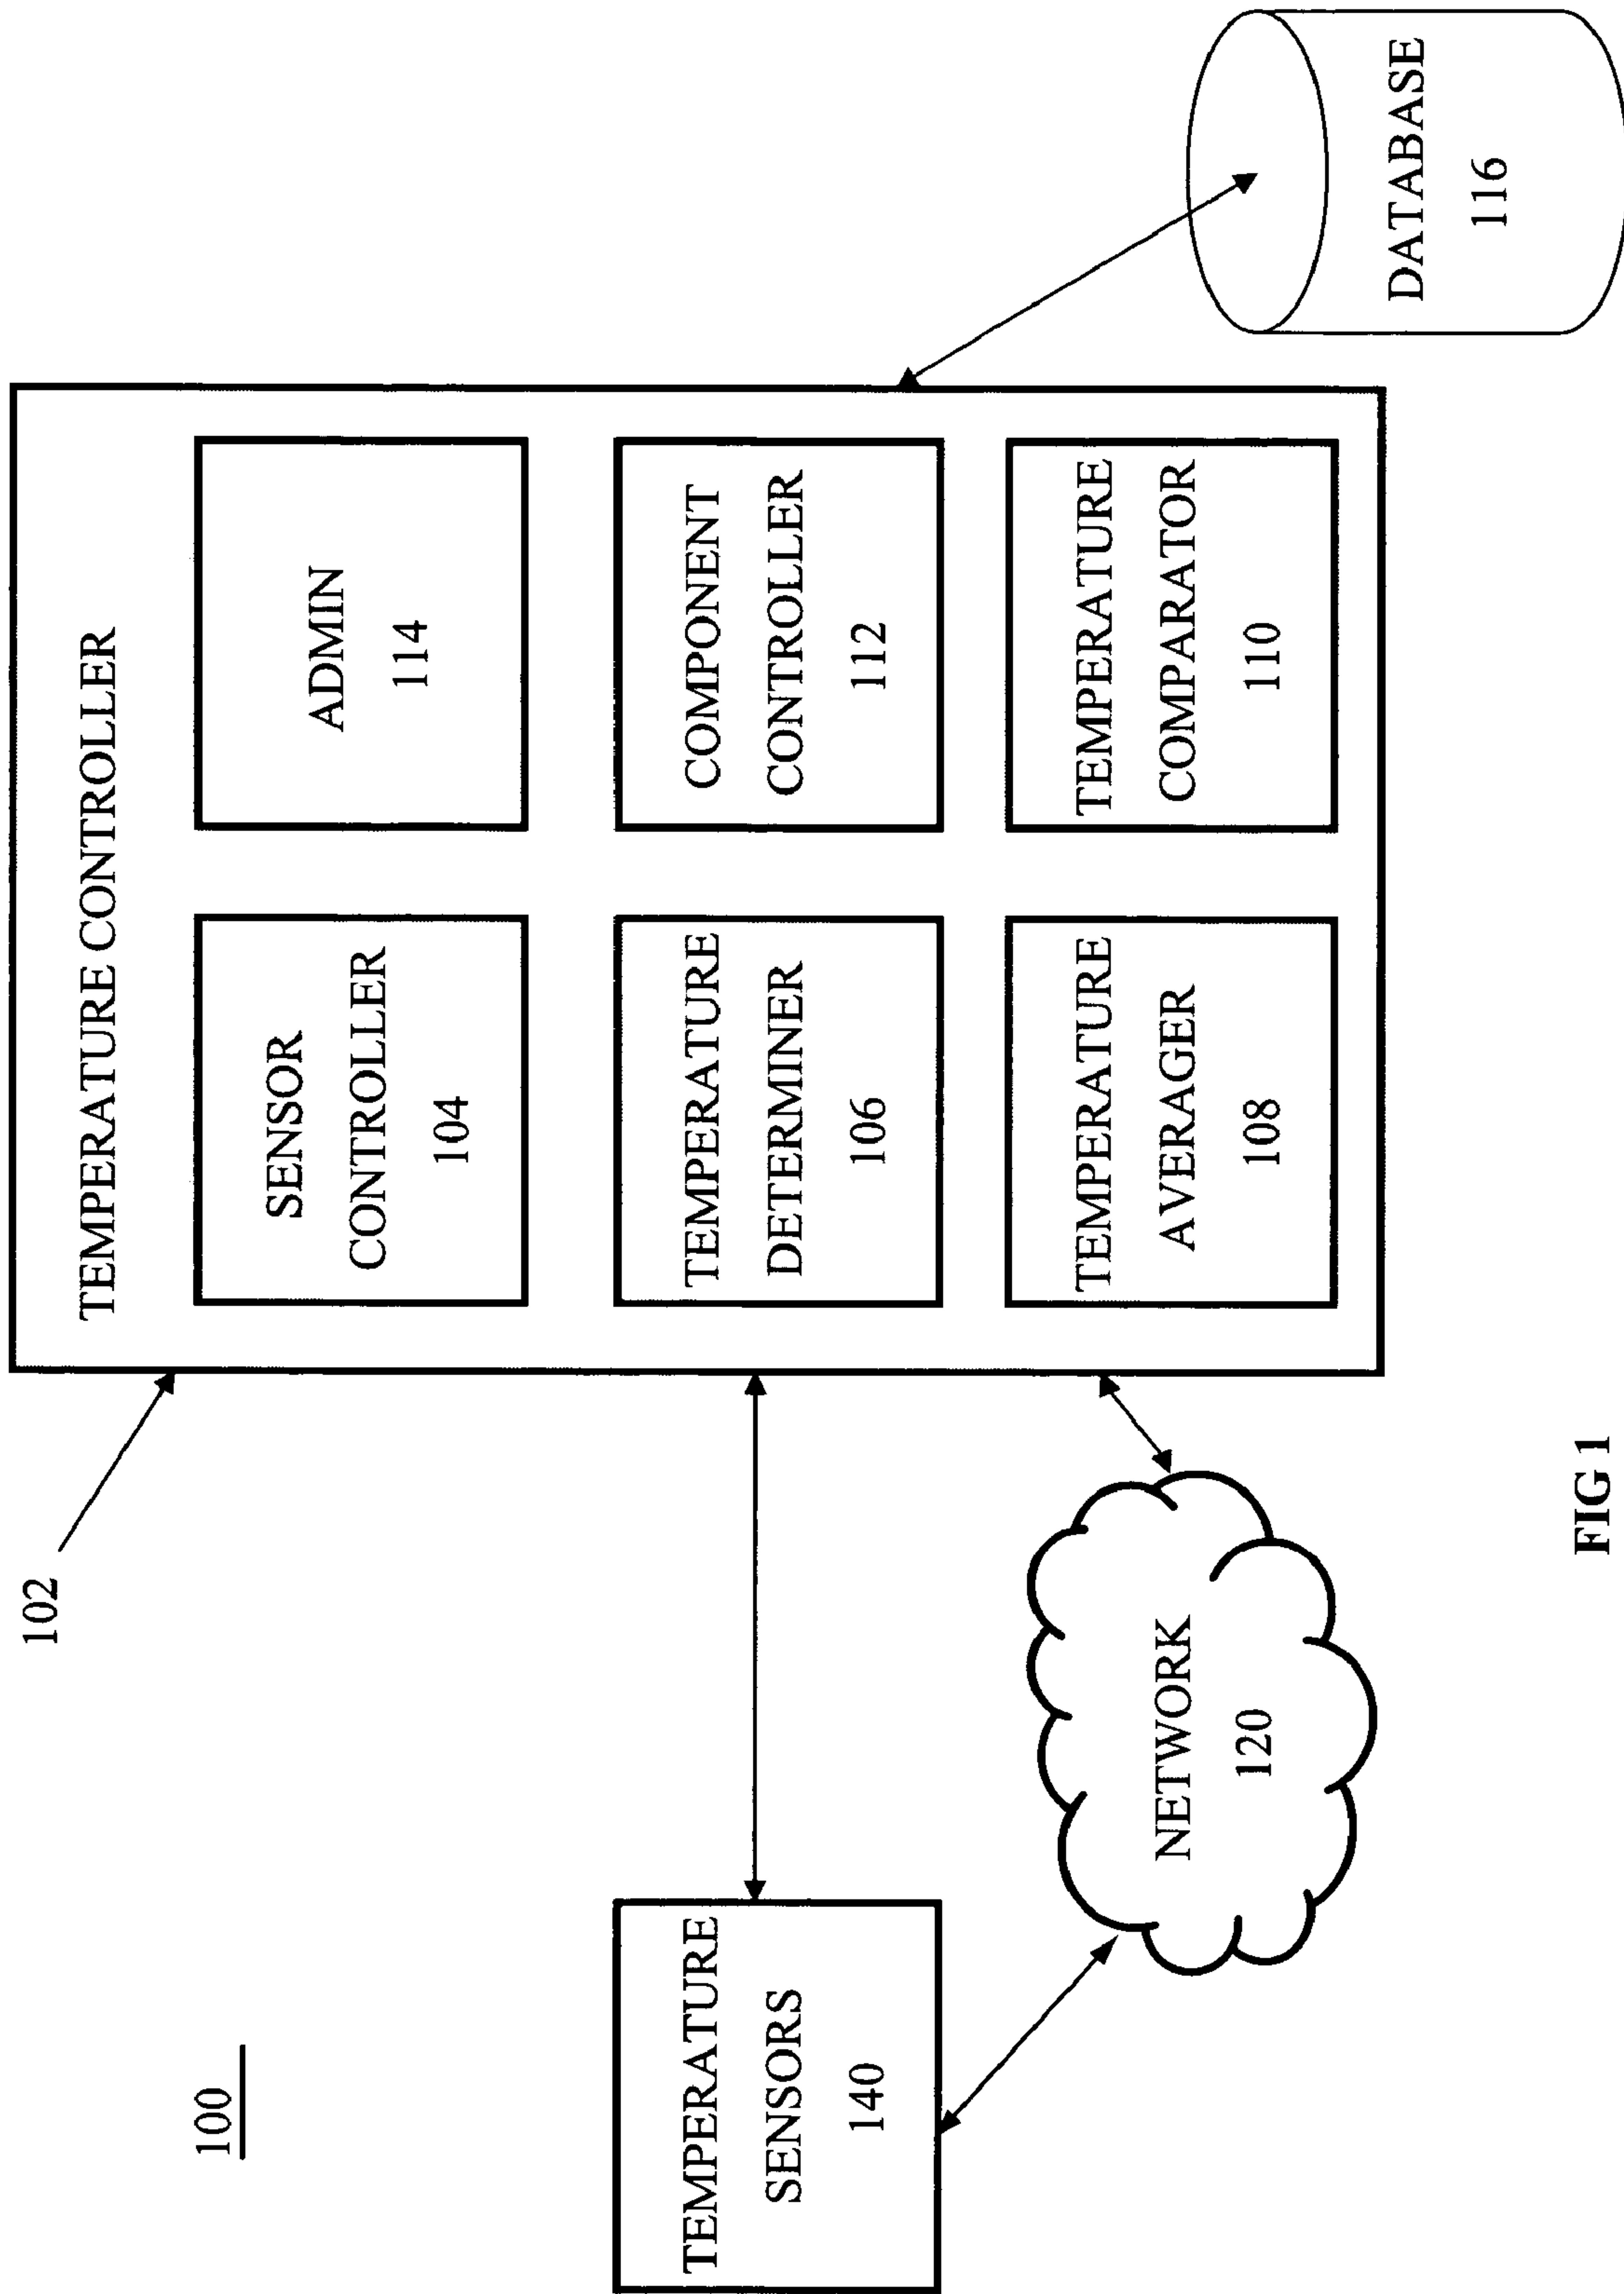 100
102
TEMPERATURE CONTROLLER
SENSOR
CONTROLLER
104
ADMIN
114
TEMPERATURE
SENSORS
140
TEMPERATURE
DETERMINER
106
COMPONENT
CONTROLLER
112
TEMPERATURE
AVERAGER
108
TEMPERATURE
COMPARATOR
110
NETWORK
120
DATABASE
116
FIG 1